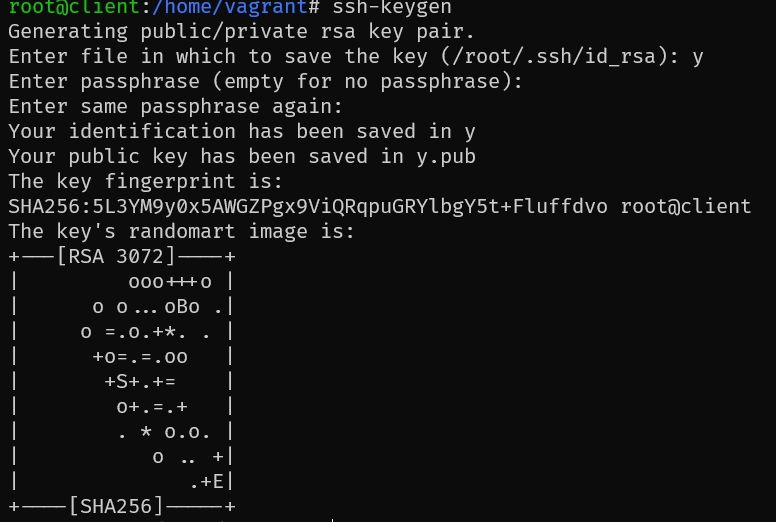 root@client:/home/vagrant# ssh-keygen
Generating public/private rsa key pair.
Enter file in which to save the key (/root/.ssh/id_rsa): y
Enter passphrase (empty for no passphrase):
Enter same passphrase again:
Your identification has been saved in y
Your public key has been saved in y.pub
The key fingerprint is:
SHA256:5L3YM9y0x5AWGZPgx9ViQRqpuGRYlbgY5t+Fluffdvo root@client
The key's randomart image is:
+---[RSA 3072]----+
|         ooo+++o |
|      o o...oBo .|
|     o =.o.+*. . |
|      +o=.=.oo   |
|       +S+.+=    |
|        o+.=.+   |
|        . * o.o. |
|           o .. +|
|              .+E|
+----[SHA256]-----+